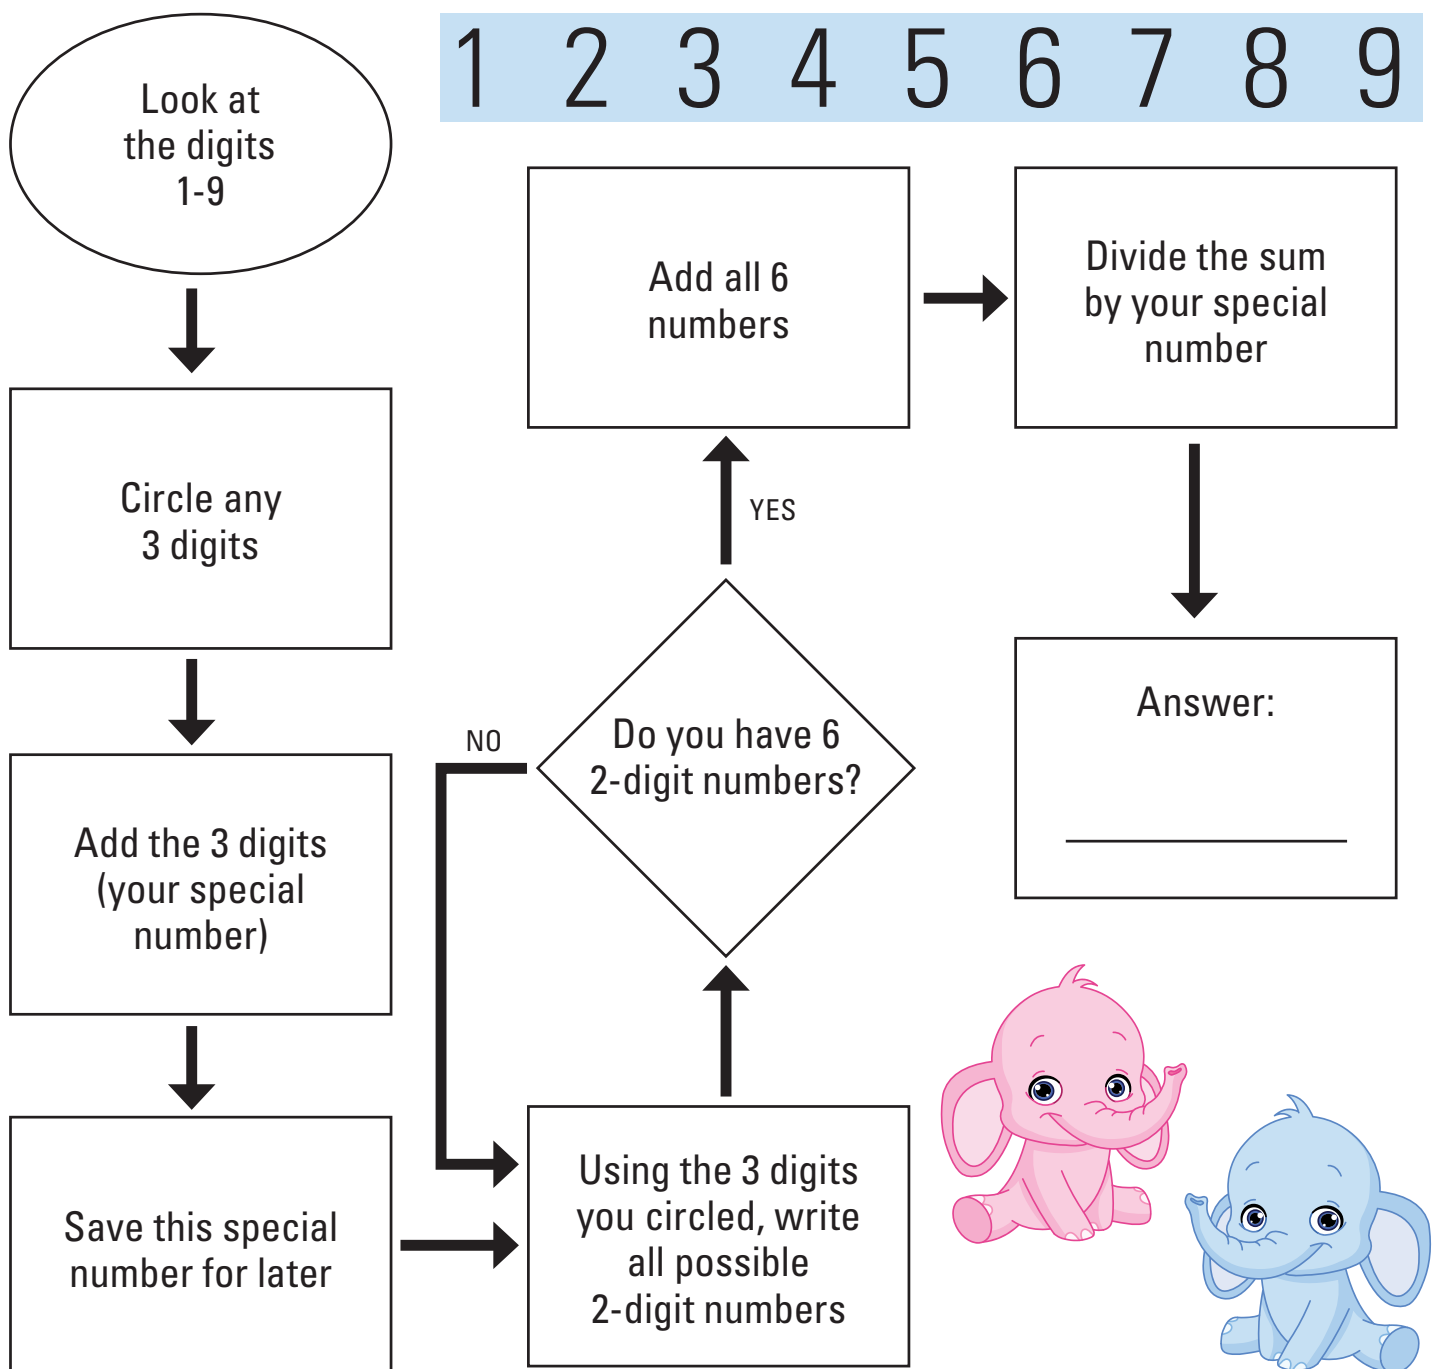 1 2 3 4 5 6 7 8 9
Look at
the digits
1-9
Circle any
3 digits
Add the 3 digits
(your special
number)
Save this special
number for later
Using the 3 digits
you circled, write
all possible
2-digit numbers
Do you have 6
2-digit numbers?
NO
YES
Add all 6
numbers
Divide the sum
by your special
number
Answer: